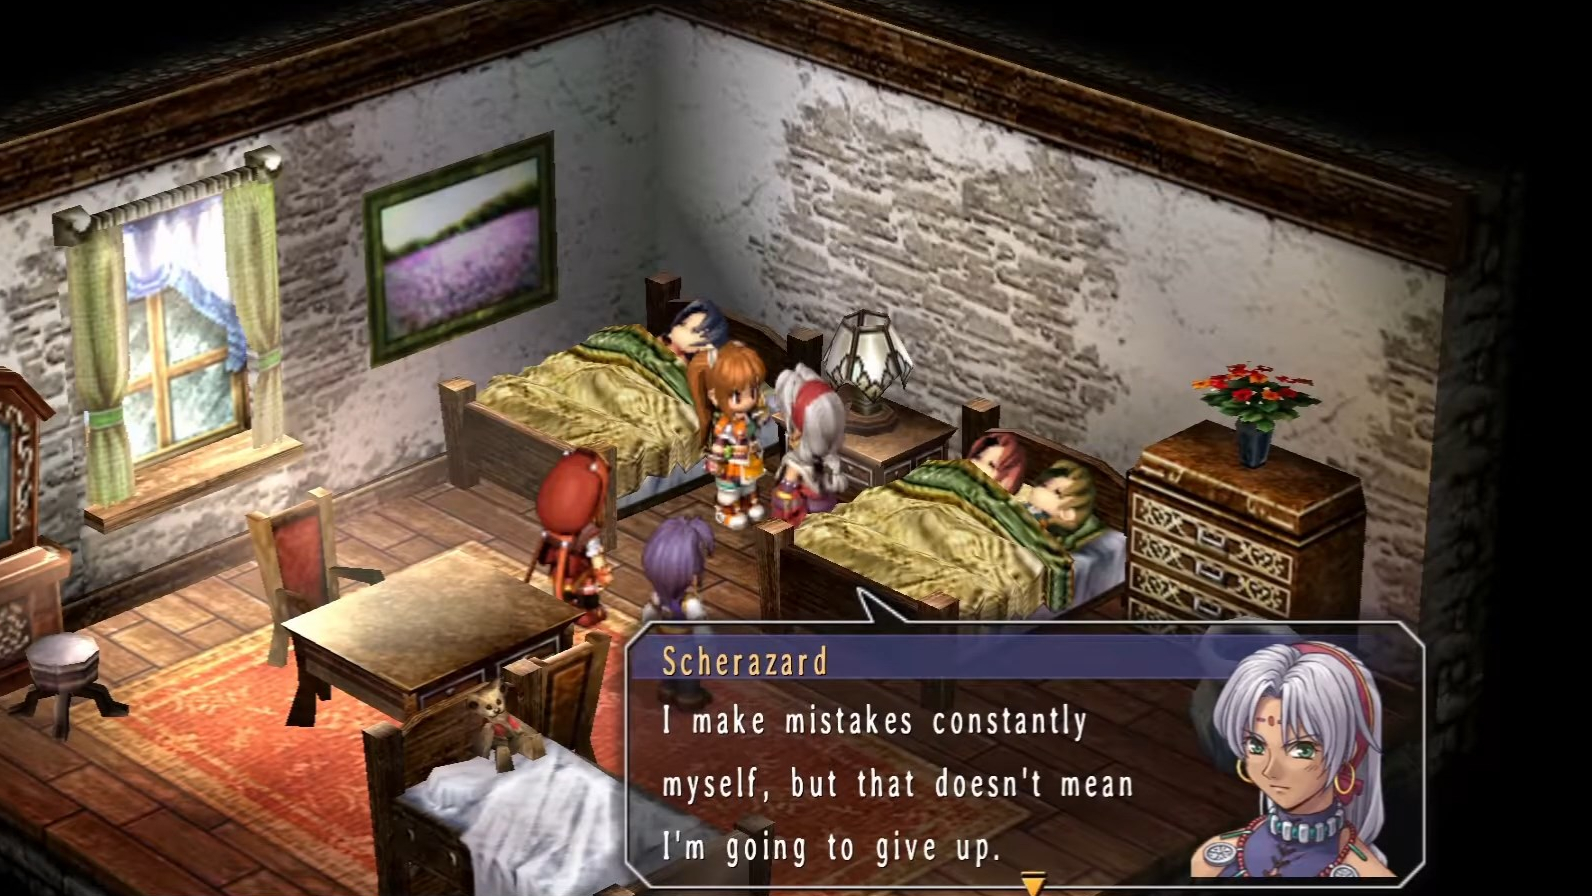 Scherazard
I make mistakes constantly
myself, but that doesn't mean
I'm going to give up.